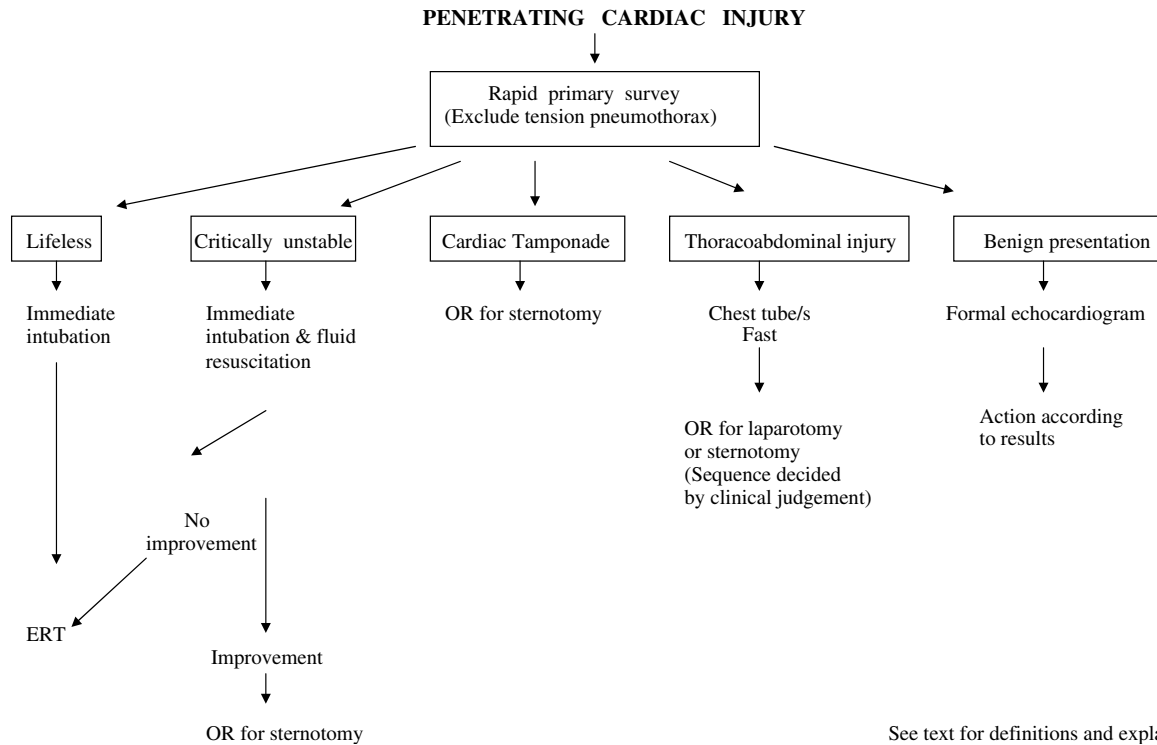 PENETRATING CARDIAC INJURY
Rapid primary survey
(Exclude tension pneumothorax)
Lifeless
Critically unstable
Cardiac Tamponade
Thoracoabdominal injury
Benign presentation
Immediate
intubation
Immediate
intubation & fluid
resuscitation
OR for sternotomy
Chest tube/s
Fast
Formal echocardiogram
OR for laparotomy
or sternotomy
(Sequence decided
by clinical judgement)
Action according
to results
No
improvement
ERT
Improvement
OR for sternotomy
See text for definitions and